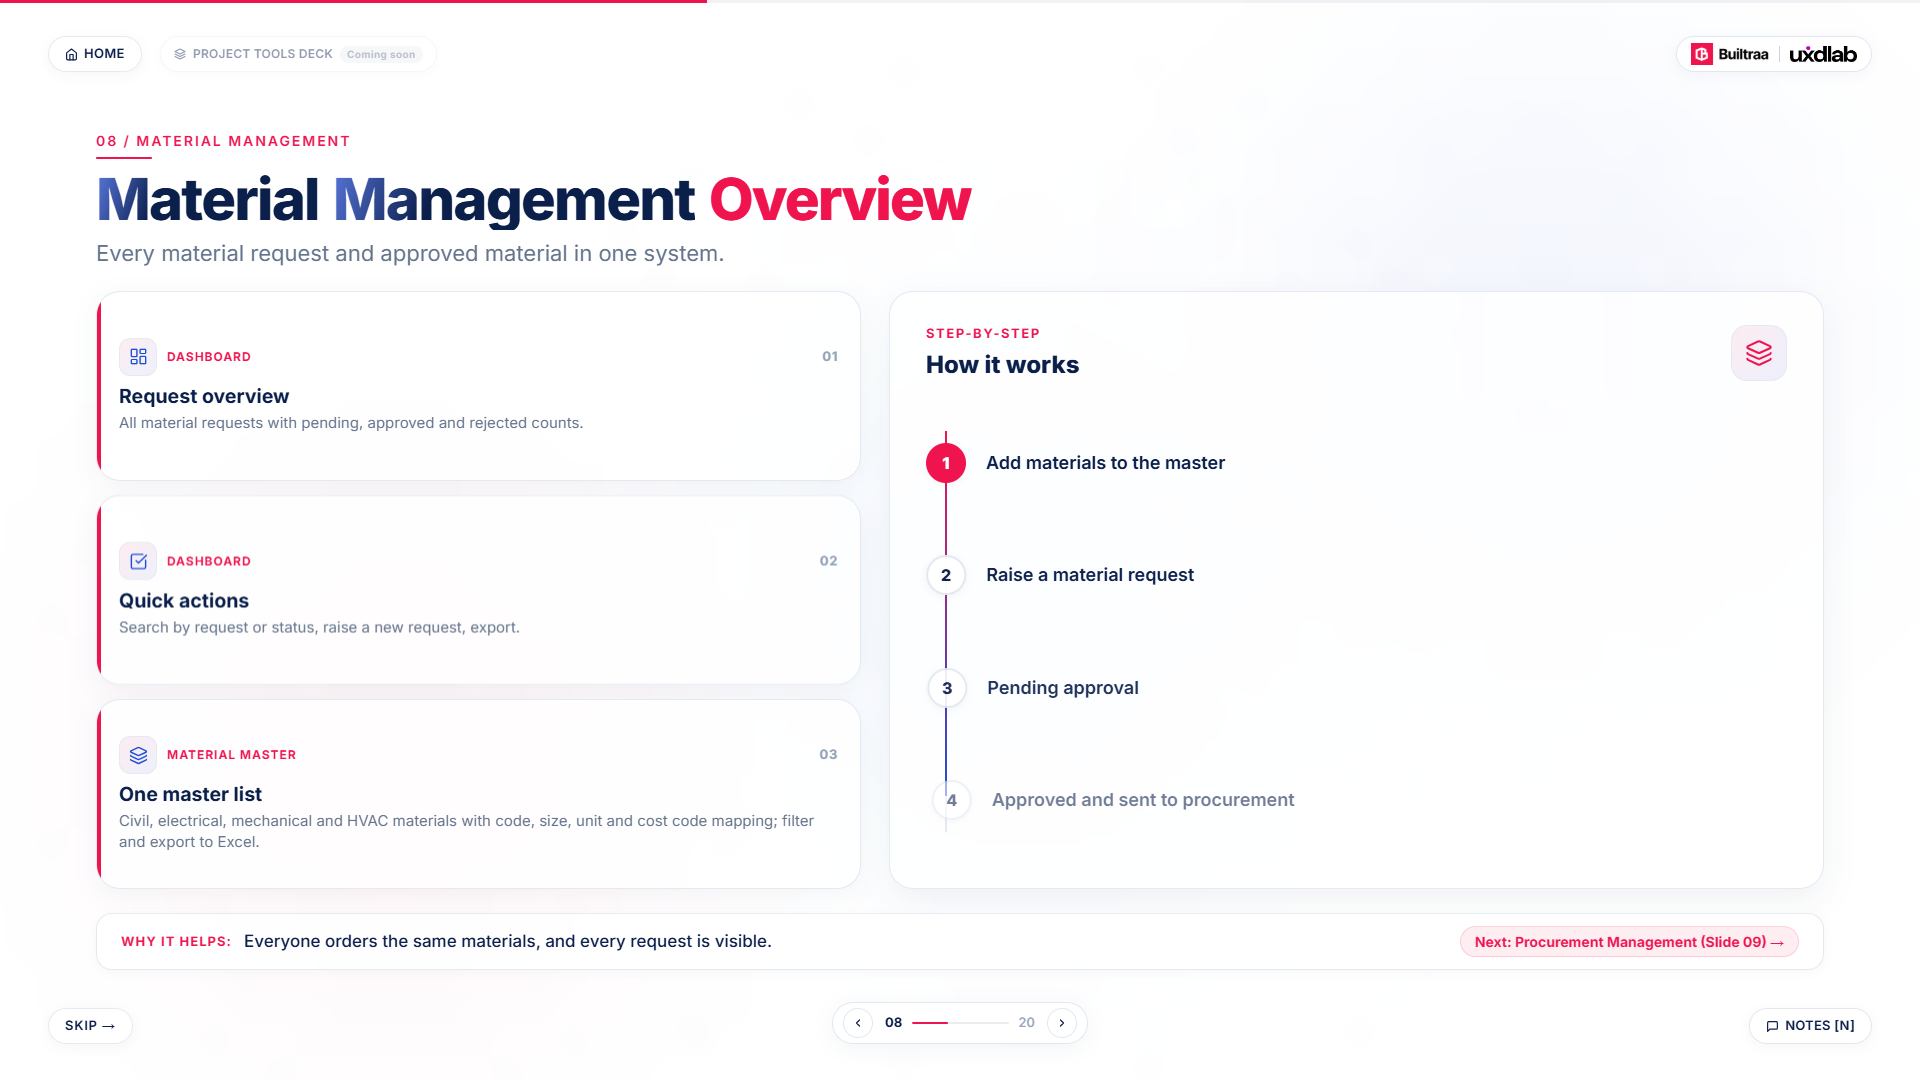 HOME
PROJECT TOOLS DECK Coming soon
Builtraa uxdlab
08 / MATERIAL MANAGEMENT
Material Management Overview
Every material request and approved material in one system.
DASHBOARD 01
Request overview
All material requests with pending, approved and rejected counts.
DASHBOARD 02
Quick actions
Search by request or status, raise a new request, export.
MATERIAL MASTER 03
One master list
Civil, electrical, mechanical and HVAC materials with code, size, unit and cost code mapping; filter
and export to Excel.
STEP-BY-STEP
How it works
1 Add materials to the master
2 Raise a material request
3 Pending approval
4 Approved and sent to procurement
WHY IT HELPS: Everyone orders the same materials, and every request is visible.
Next: Procurement Management (Slide 09) →
SKIP →
‹ 08 20 ›
NOTES [N]